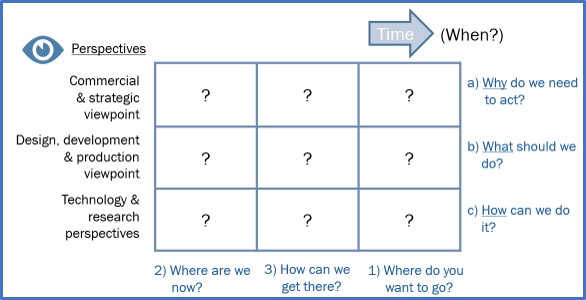 Time (When?)
Perspectives
Commercial
& strategic
viewpoint
? ? ?
a) Why do we need
to act?
Design, development
& production
viewpoint
? ? ?
b) What should we
do?
Technology &
research
perspectives
? ? ?
c) How can we do
it?
2) Where are we
now?
3) How can we
get there?
1) Where do you
want to go?